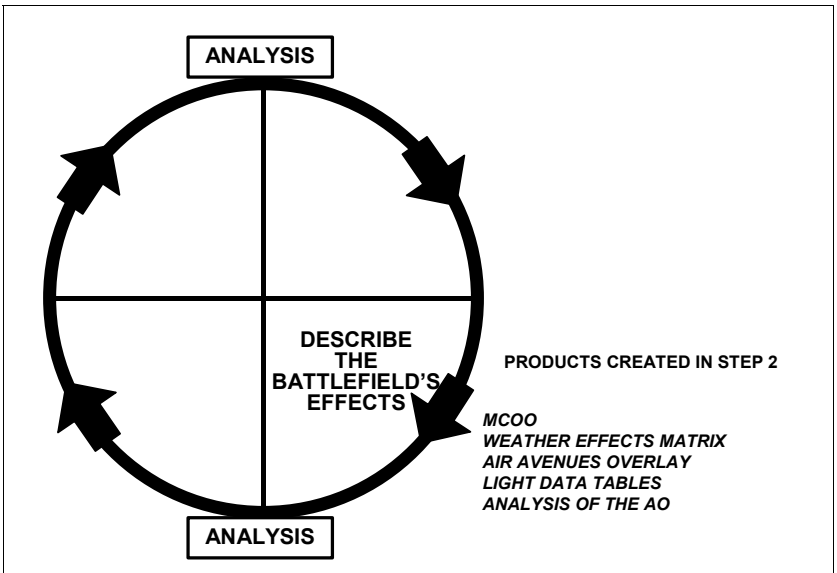 ANALYSIS
DESCRIBE
THE
BATTLEFIELD'S
EFFECTS
PRODUCTS CREATED IN STEP 2
MCOO
WEATHER EFFECTS MATRIX
AIR AVENUES OVERLAY
LIGHT DATA TABLES
ANALYSIS OF THE AO
ANALYSIS